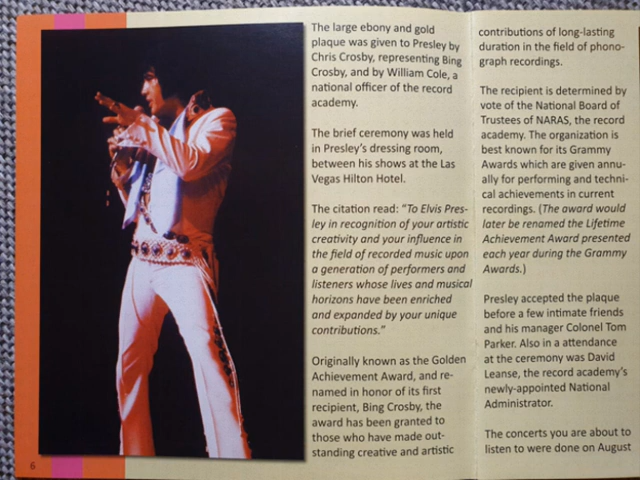 The large ebony and gold
plaque was given to Presley by
Chris Crosby, representing Bing
Crosby, and by William Cole, a
national officer of the record
academy.
The brief ceremony was held
in Presley's dressing room,
between his shows at the Las
Vegas Hilton Hotel.
The citation read: "To Elvis Pres-
ley in recognition of your artistic
creativity and your influence in
the field of recorded music upon
a generation of performers and
listeners whose lives and musical
horizons have been enriched
and expanded by your unique
contributions."
Originally known as the Golden
Achievement Award, and re-
named in honor of its first
recipient, Bing Crosby, the
award has been granted to
those who have made out-
standing creative and artistic
contributions of long-lasting
duration in the field of phono-
graph recordings.
The recipient is determined by
vote of the National Board of
Trustees of NARAS, the record
academy. The organization is
best known for its Grammy
Awards which are given annu-
ally for performing and techni-
cal achievements in current
recordings. (The award would
later be renamed the Lifetime
Achievement Award presented
each year during the Grammy
Awards.)
Presley accepted the plaque
before a few intimate friends
and his manager Colonel Tom
Parker. Also in a attendance
at the ceremony was David
Leanse, the record academy's
newly-appointed National
Administrator.
The concerts you are about to
listen to were done on August
6